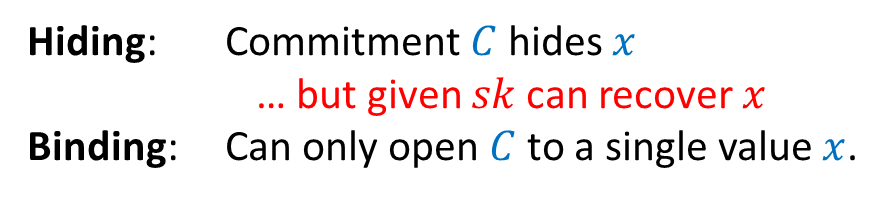 Hiding: Commitment C hides x
... but given sk can recover x
Binding: Can only open C to a single value x.